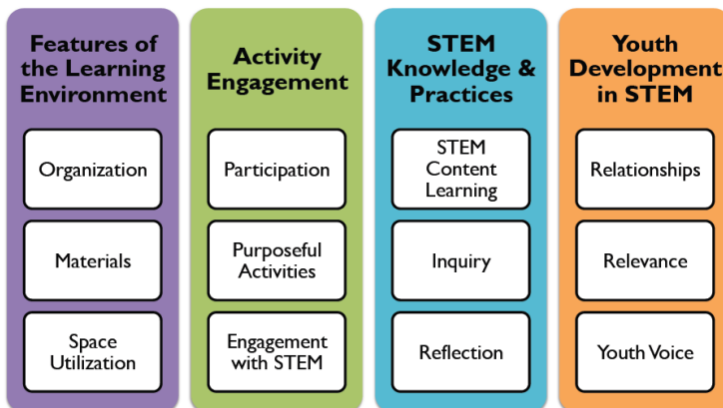 Features of
the Learning
Environment
Organization
Materials
Space
Utilization
Activity
Engagement
Participation
Purposeful
Activities
Engagement
with STEM
STEM
Knowledge &
Practices
STEM
Content
Learning
Inquiry
Reflection
Youth
Development
in STEM
Relationships
Relevance
Youth Voice